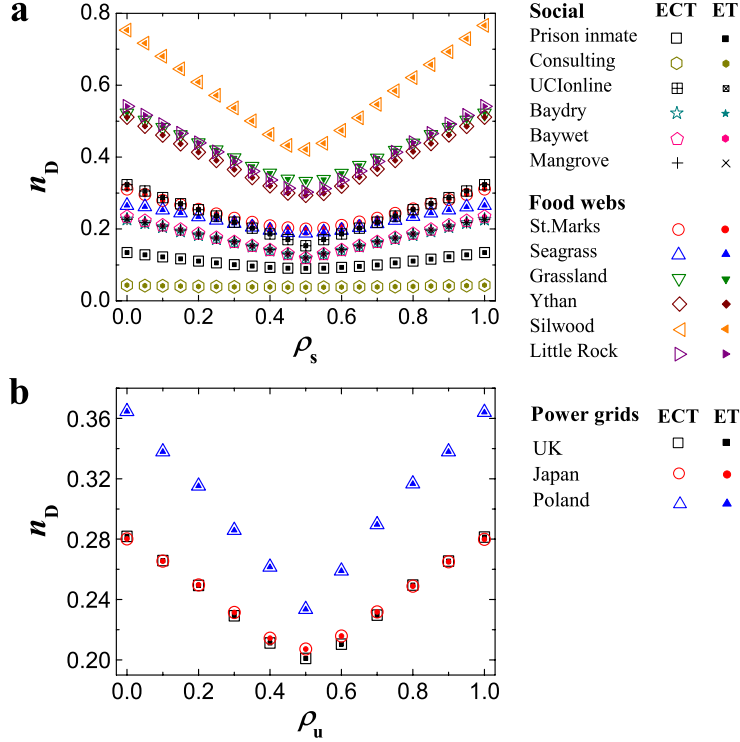 a
0.8
0.6
0.4
0.2
0.0
n_D
0.0 0.2 0.4 0.6 0.8 1.0
ρ_s
Social ECT ET
Prison inmate
Consulting
UCIonline
Baydry
Baywet
Mangrove
Food webs
St.Marks
Seagrass
Grassland
Ythan
Silwood
Little Rock
b
0.36
0.32
0.28
0.24
0.20
n_D
0.0 0.2 0.4 0.6 0.8 1.0
ρ_u
Power grids ECT ET
UK
Japan
Poland